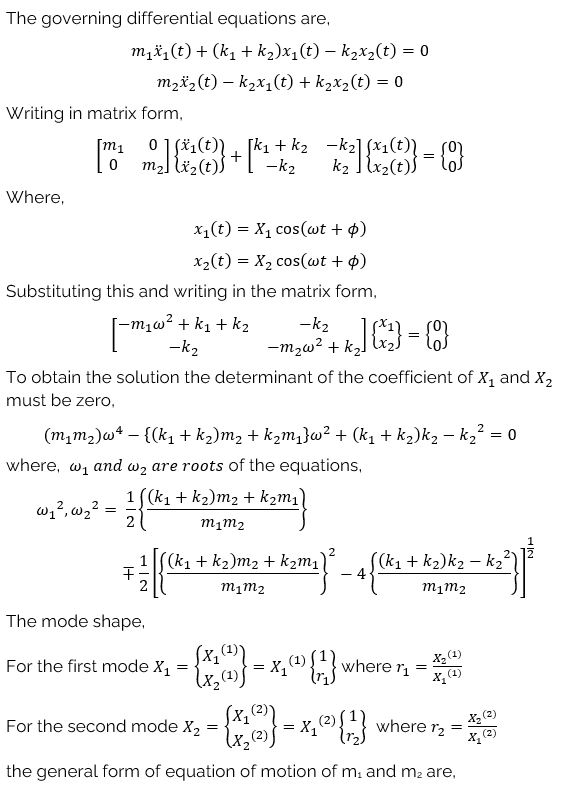 The governing differential equations are,
m₁ẍ₁(t) + (k₁ + k₂)x₁(t) − k₂x₂(t) = 0
m₂ẍ₂(t) − k₂x₁(t) + k₂x₂(t) = 0
Writing in matrix form,
[m₁ 0; 0 m₂]{ẍ₁(t); ẍ₂(t)} + [k₁ + k₂ −k₂; −k₂ k₂]{x₁(t); x₂(t)} = {0; 0}
Where,
x₁(t) = X₁ cos(ωt + ϕ)
x₂(t) = X₂ cos(ωt + ϕ)
Substituting this and writing in the matrix form,
[−m₁ω² + k₁ + k₂ −k₂; −k₂ −m₂ω² + k₂]{x₁; x₂} = {0; 0}
To obtain the solution the determinant of the coefficient of X₁ and X₂
must be zero,
(m₁m₂)ω⁴ − {(k₁ + k₂)m₂ + k₂m₁}ω² + (k₁ + k₂)k₂ − k₂² = 0
where, ω₁ and ω₂ are roots of the equations,
ω₁², ω₂² = 1/2 {((k₁ + k₂)m₂ + k₂m₁)/(m₁m₂)}
∓ 1/2 [{((k₁ + k₂)m₂ + k₂m₁)/(m₁m₂)}² − 4 {((k₁ + k₂)k₂ − k₂²)/(m₁m₂)}]^(1/2)
The mode shape,
For the first mode X₁ = {X₁⁽¹⁾; X₂⁽¹⁾} = X₁⁽¹⁾ {1; r₁} where r₁ = X₂⁽¹⁾/X₁⁽¹⁾
For the second mode X₂ = {X₁⁽²⁾; X₂⁽²⁾} = X₁⁽²⁾ {1; r₂} where r₂ = X₂⁽²⁾/X₁⁽²⁾
the general form of equation of motion of m₁ and m₂ are,